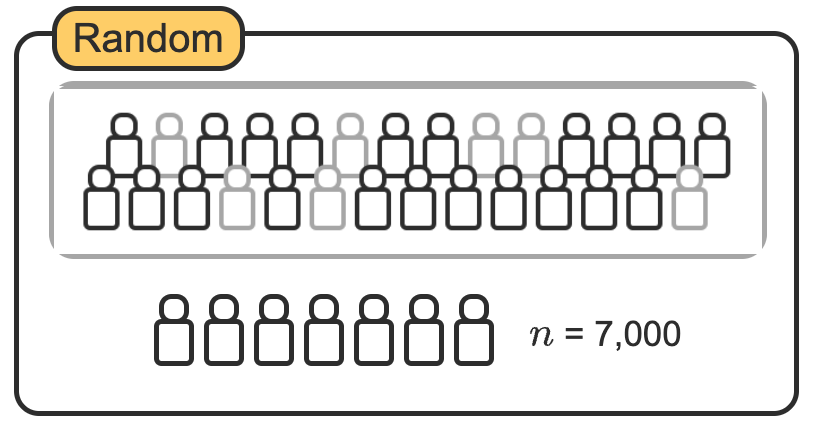 Random
n = 7,000